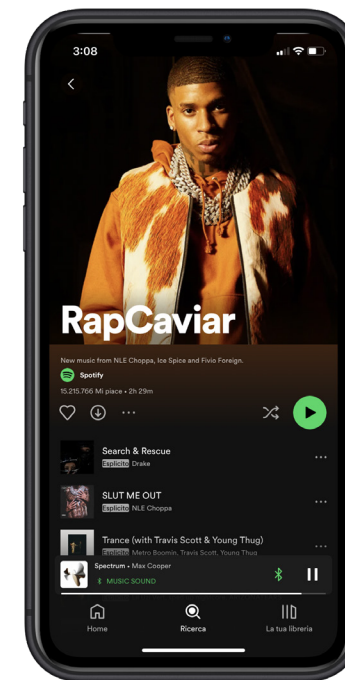 3:08
RapCaviar
New music from NLE Choppa, Ice Spice and Fivio Foreign.
Spotify
15.215.766 Mi piace • 2h 29m
Search & Rescue
Esplicito Drake
SLUT ME OUT
Esplicito NLE Choppa
Trance (with Travis Scott & Young Thug)
Esplicito Metro Boomin, Travis Scott, Young Thug
Spectrum • Max Cooper
MUSIC SOUND
Home
Ricerca
La tua libreria